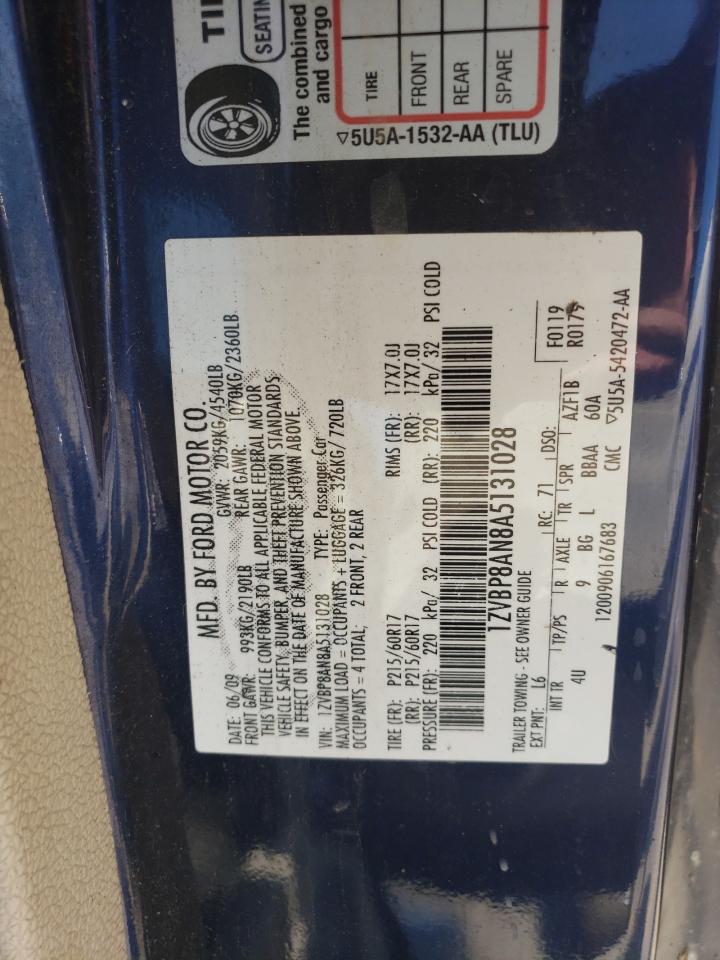 TI
SEATIN
The combined
and cargo
TIRE
FRONT
REAR
SPARE
▽5U5A-1532-AA (TLU)
MFD. BY FORD MOTOR CO.
DATE: 06/09 GVWR: 2059KG/4540LB
FRONT GAWR: 993KG/2190LB REAR GAWR: 1070KG/2360LB
THIS VEHICLE CONFORMS TO ALL APPLICABLE FEDERAL MOTOR
VEHICLE SAFETY, BUMPER, AND THEFT PREVENTION STANDARDS
IN EFFECT ON THE DATE OF MANUFACTURE SHOWN ABOVE.
VIN: 1ZVBP8AN8A5131028 TYPE: Passenger Car
MAXIMUM LOAD = OCCUPANTS + LUGGAGE = 326KG/ 720LB
OCCUPANTS = 4 TOTAL, 2 FRONT, 2 REAR
TIRE (FR): P215/60R17 RIMS (FR): 17X7.0J
(RR): P215/60R17 (RR): 17X7.0J
PRESSURE (FR): 220 kPa/ 32 PSI COLD (RR): 220 kPa/ 32 PSI COLD
1ZVBP8AN8A5131028
TRAILER TOWING - SEE OWNER GUIDE
EXT PNT: L6 RC: 71 DSO: F0119
R0179
INT TR TP/PS R AXLE TR SPR AZF1B
4U 9 BG L BBAA 60A
1200906167683 CMC ▽5U5A-5420472-AA